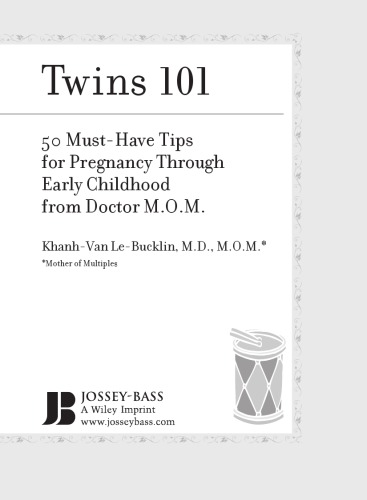 Twins 101
50 Must-Have Tips
for Pregnancy Through
Early Childhood
from Doctor M.O.M.
Khanh-Van Le-Bucklin, M.D., M.O.M.*
*Mother of Multiples
JB
JOSSEY-BASS
A Wiley Imprint
www.josseybass.com